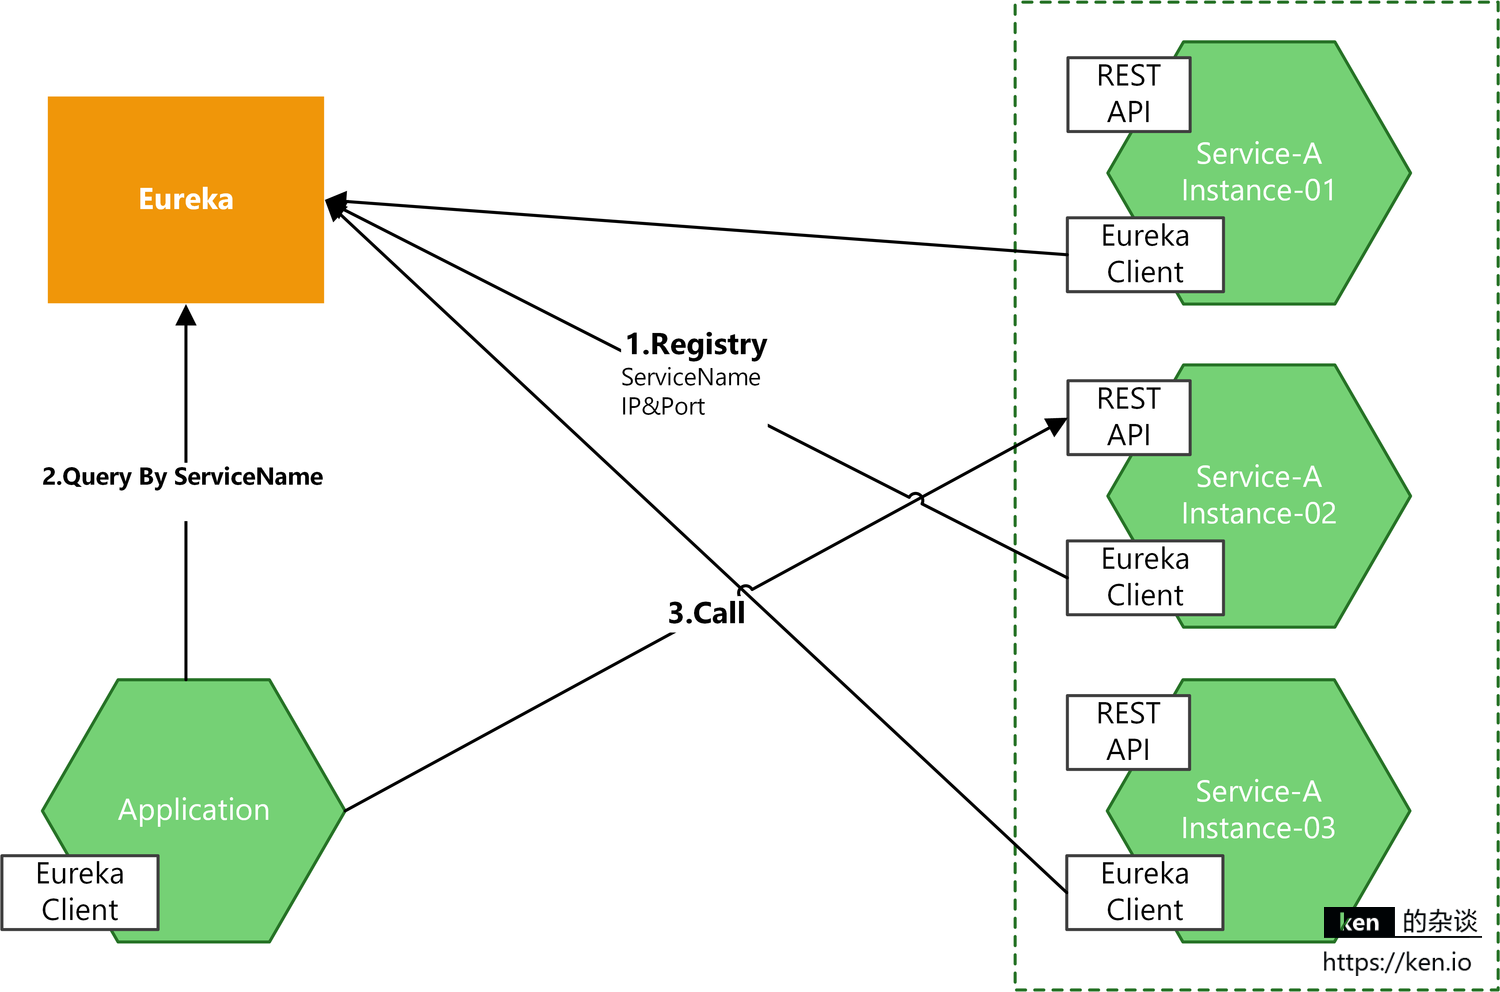 Eureka
1.Registry
ServiceName
IP&Port
2.Query By ServiceName
3.Call
Application
Eureka
Client
REST
API
Service-A
Instance-01
Eureka
Client
REST
API
Service-A
Instance-02
Eureka
Client
REST
API
Service-A
Instance-03
Eureka
Client
ken 的杂谈
https://ken.io